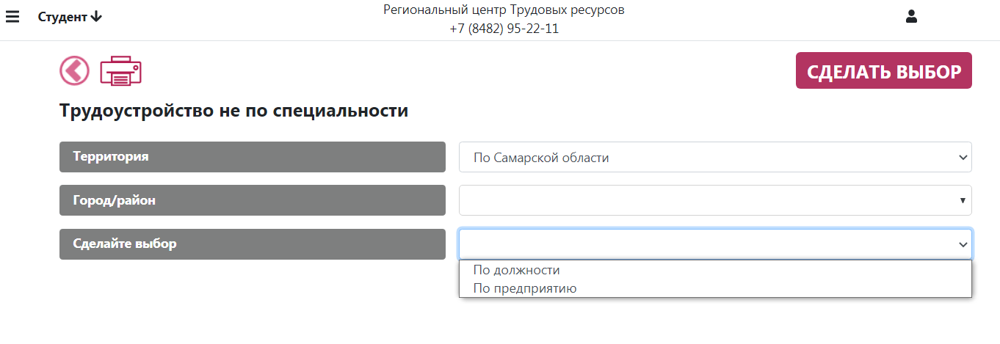 Студент
Региональный центр Трудовых ресурсов
+7 (8482) 95-22-11
СДЕЛАТЬ ВЫБОР
Трудоустройство не по специальности
Территория
По Самарской области
Город/район
Сделайте выбор
По должности
По предприятию